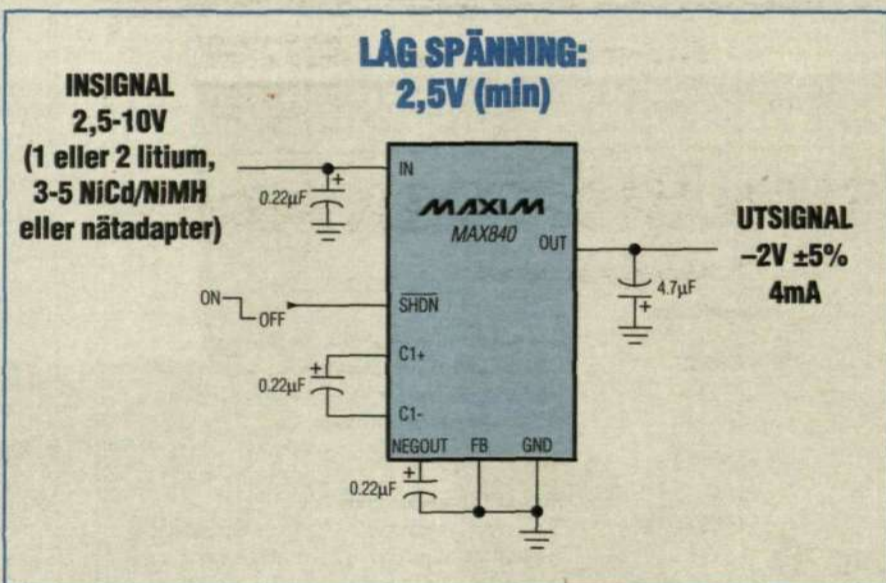 LÅG SPÄNNING:
2,5V (min)
INSIGNAL
2,5-10V
(1 eller 2 litium,
3-5 NiCd/NiMH
eller nätadapter)
+
0.22µF
IN
MAXIM
MAX840
OUT
UTSIGNAL
–2V ±5%
4mA
4.7µF
+
ON
OFF
SHDN
C1+
+
0.22µF
C1-
NEGOUT FB GND
+
0.22µF